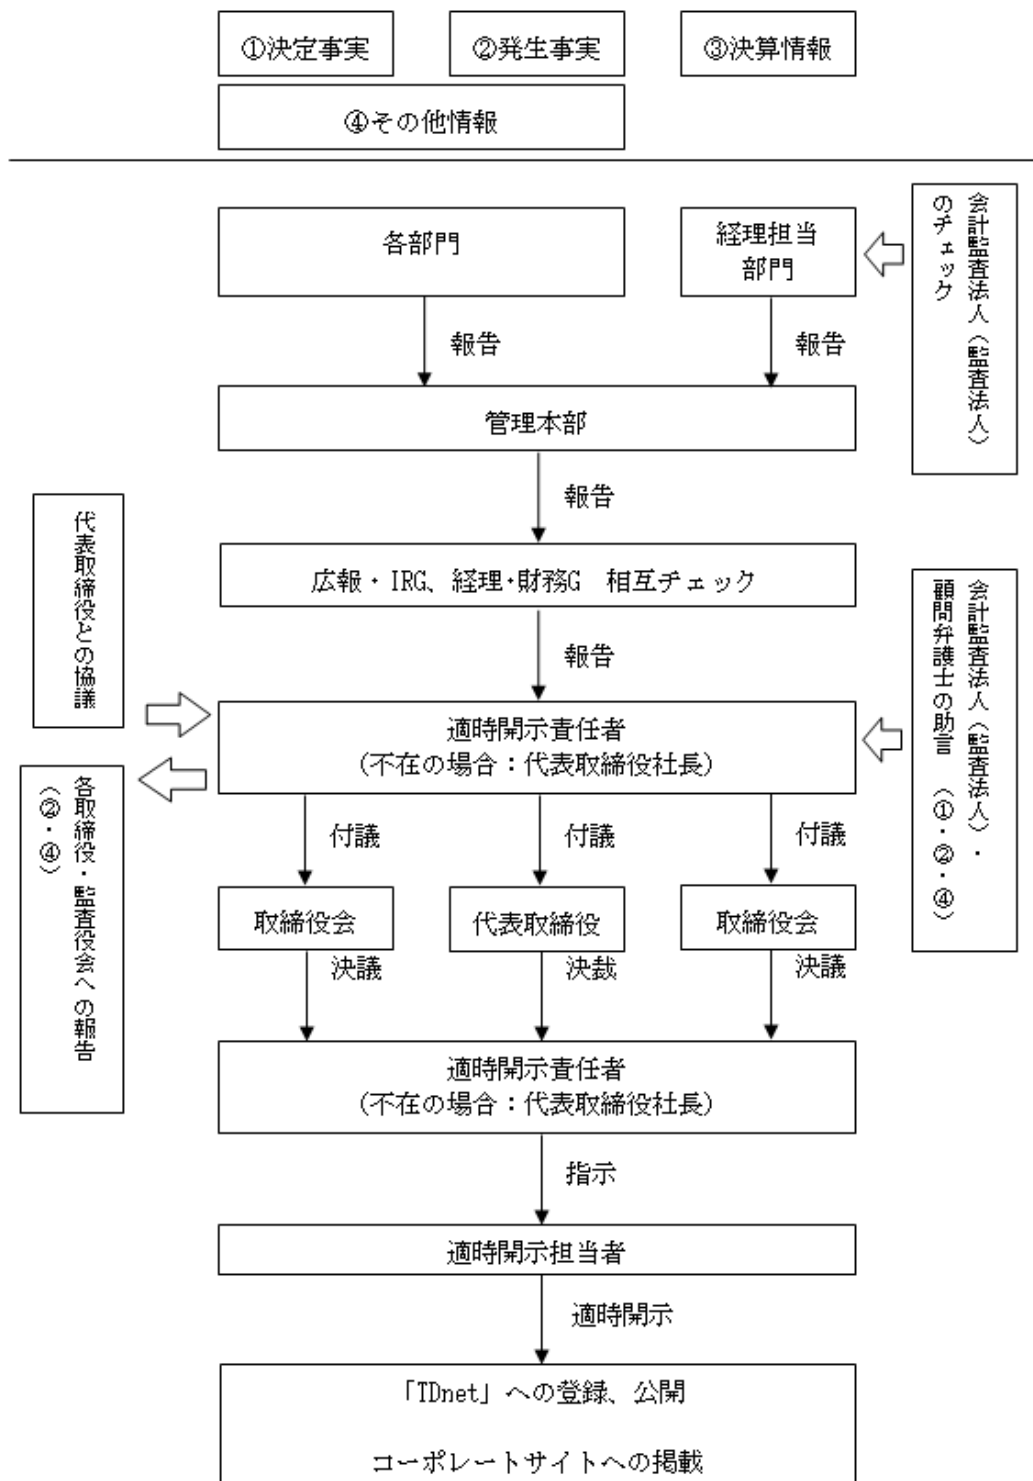 ①決定事実
②発生事実
③決算情報
④その他情報
各部門
経理担当
部門
会計監査法人（監査法人）
のチェック
報告
報告
管理本部
報告
代表取締役との協議
広報・IRG、経理・財務G　相互チェック
会計監査法人（監査法人）・
顧問弁護士の助言　（①・②・④）
報告
適時開示責任者
（不在の場合：代表取締役社長）
各取締役・監査役会への報告
（②・④）
付議
付議
付議
取締役会
代表取締役
取締役会
決議
決裁
決議
適時開示責任者
（不在の場合：代表取締役社長）
指示
適時開示担当者
適時開示
「TDnet」への登録、公開
コーポレートサイトへの掲載